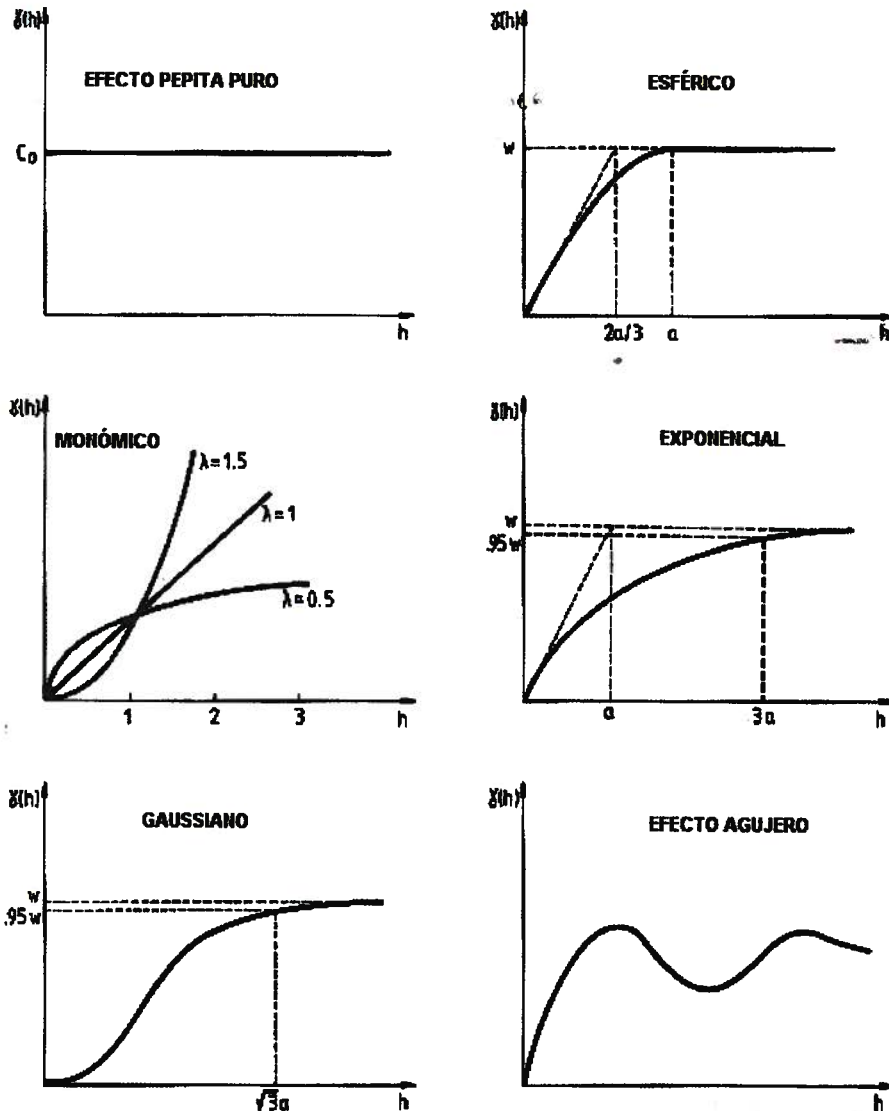 γ(h)
EFECTO PEPITA PURO
C₀
h
γ(h)
ESFÉRICO
w
2a/3
a
h
γ(h)
MONÓMICO
λ=1.5
λ=1
λ=0.5
1
2
3
h
γ(h)
EXPONENCIAL
w
.95w
a
3a
h
γ(h)
GAUSSIANO
w
.95w
√3a
h
γ(h)
EFECTO AGUJERO
h